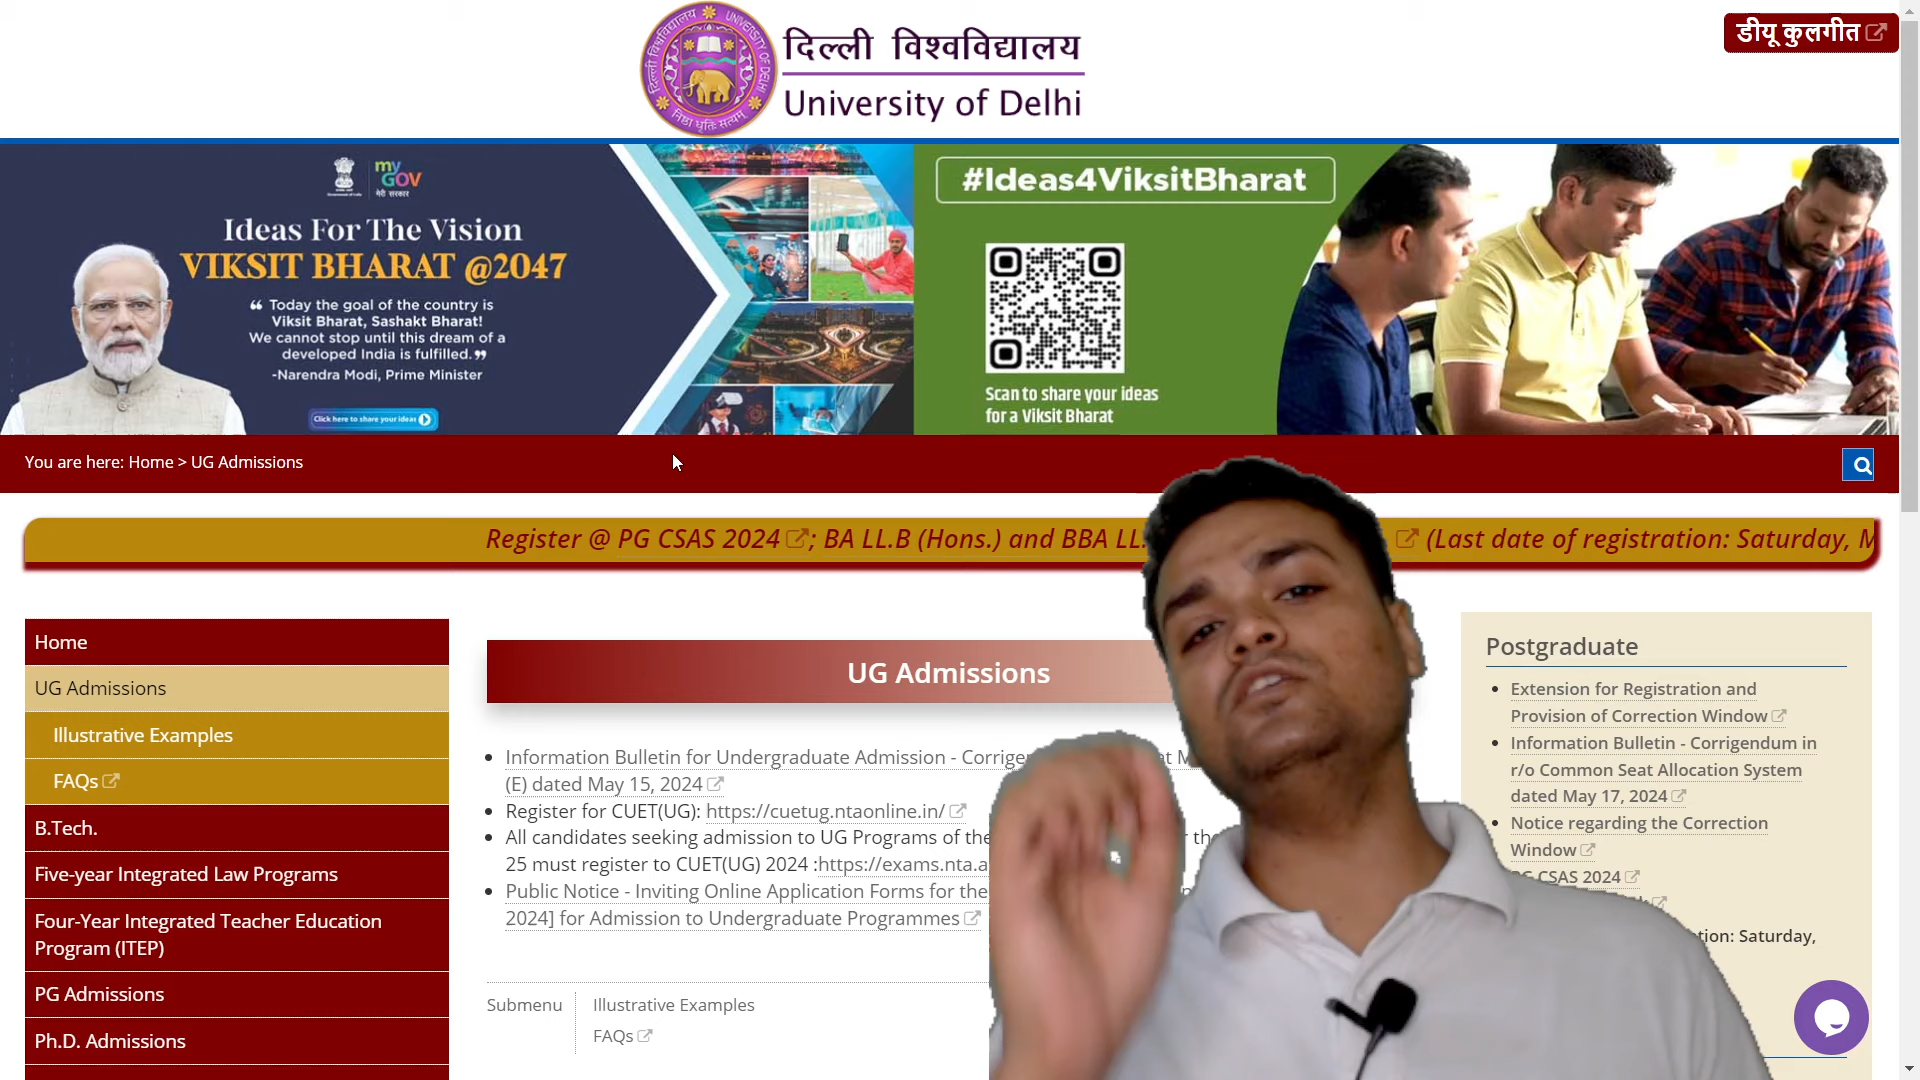 दिल्ली विश्वविद्यालय
University of Delhi
डीयू कुलगीत
my
GOV
मेरी सरकार
Ideas For The Vision
VIKSIT BHARAT @2047
“ Today the goal of the country is
Viksit Bharat, Sashakt Bharat!
We cannot stop until this dream of a
developed India is fulfilled.”
-Narendra Modi, Prime Minister
Click here to share your ideas
#Ideas4ViksitBharat
Scan to share your ideas
for a Viksit Bharat
You are here: Home > UG Admissions
Register @ PG CSAS 2024 ; BA LL.B (Hons.) and BBA LL. (Last date of registration: Saturday,
Home
UG Admissions
Illustrative Examples
FAQs
B.Tech.
Five-year Integrated Law Programs
Four-Year Integrated Teacher Education
Program (ITEP)
PG Admissions
Ph.D. Admissions
UG Admissions
Information Bulletin for Undergraduate Admission -
(E) dated May 15, 2024
Register for CUET(UG): https://cuetug.ntaonline.in/
All candidates seeking admission to UG Programs of the
25 must register to CUET(UG) 2024 :https://exams.nta.a
Public Notice - Inviting Online Application Forms for the
2024] for Admission to Undergraduate Programmes
Submenu
Illustrative Examples
FAQs
Postgraduate
Extension for Registration and
Provision of Correction Window
Information Bulletin - Corrigendum in
r/o Common Seat Allocation System
dated May 17, 2024
Notice regarding the Correction
Window
CSAS 2024
Saturday,